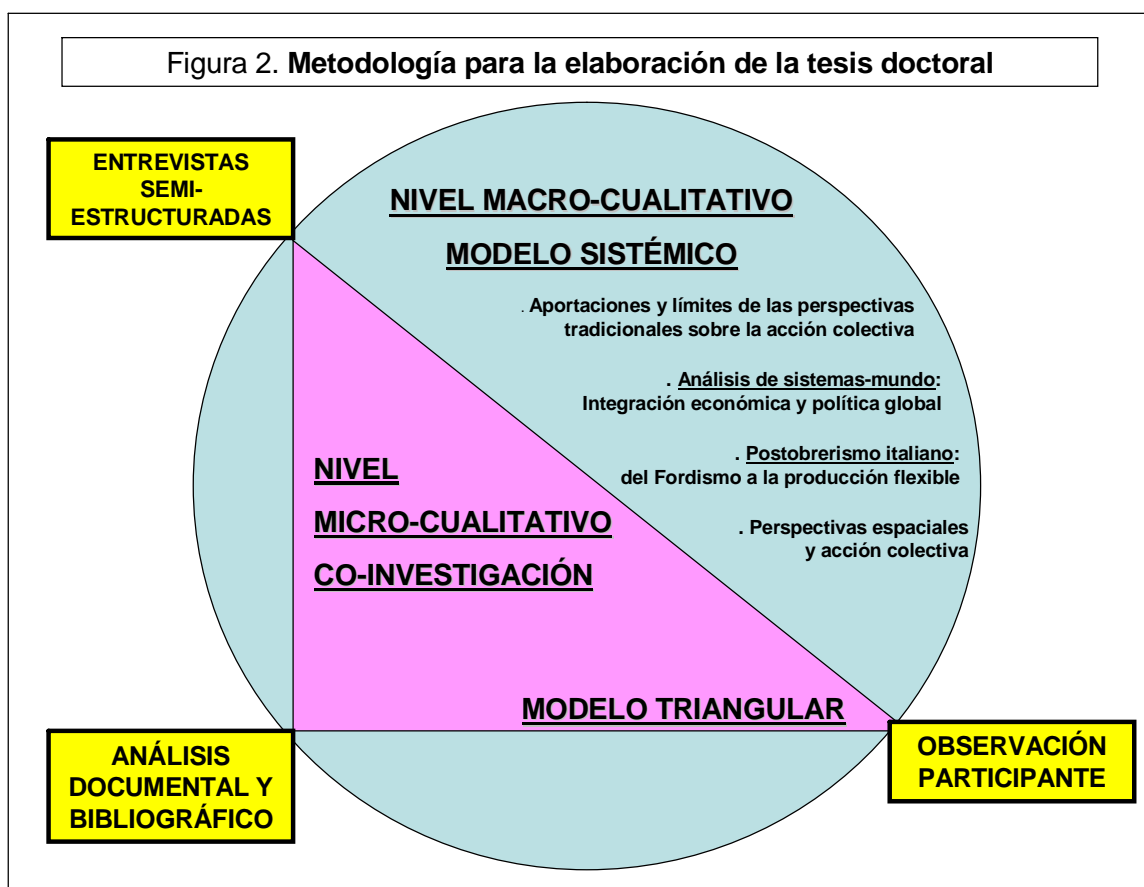 Figura 2. Metodología para la elaboración de la tesis doctoral
ENTREVISTAS
SEMI-
ESTRUCTURADAS
NIVEL MACRO-CUALITATIVO
MODELO SISTÉMICO
. Aportaciones y límites de las perspectivas
tradicionales sobre la acción colectiva
. Análisis de sistemas-mundo:
Integración económica y política global
. Postobrerismo italiano:
del Fordismo a la producción flexible
. Perspectivas espaciales
y acción colectiva
NIVEL
MICRO-CUALITATIVO
CO-INVESTIGACIÓN
MODELO TRIANGULAR
ANÁLISIS
DOCUMENTAL Y
BIBLIOGRÁFICO
OBSERVACIÓN
PARTICIPANTE